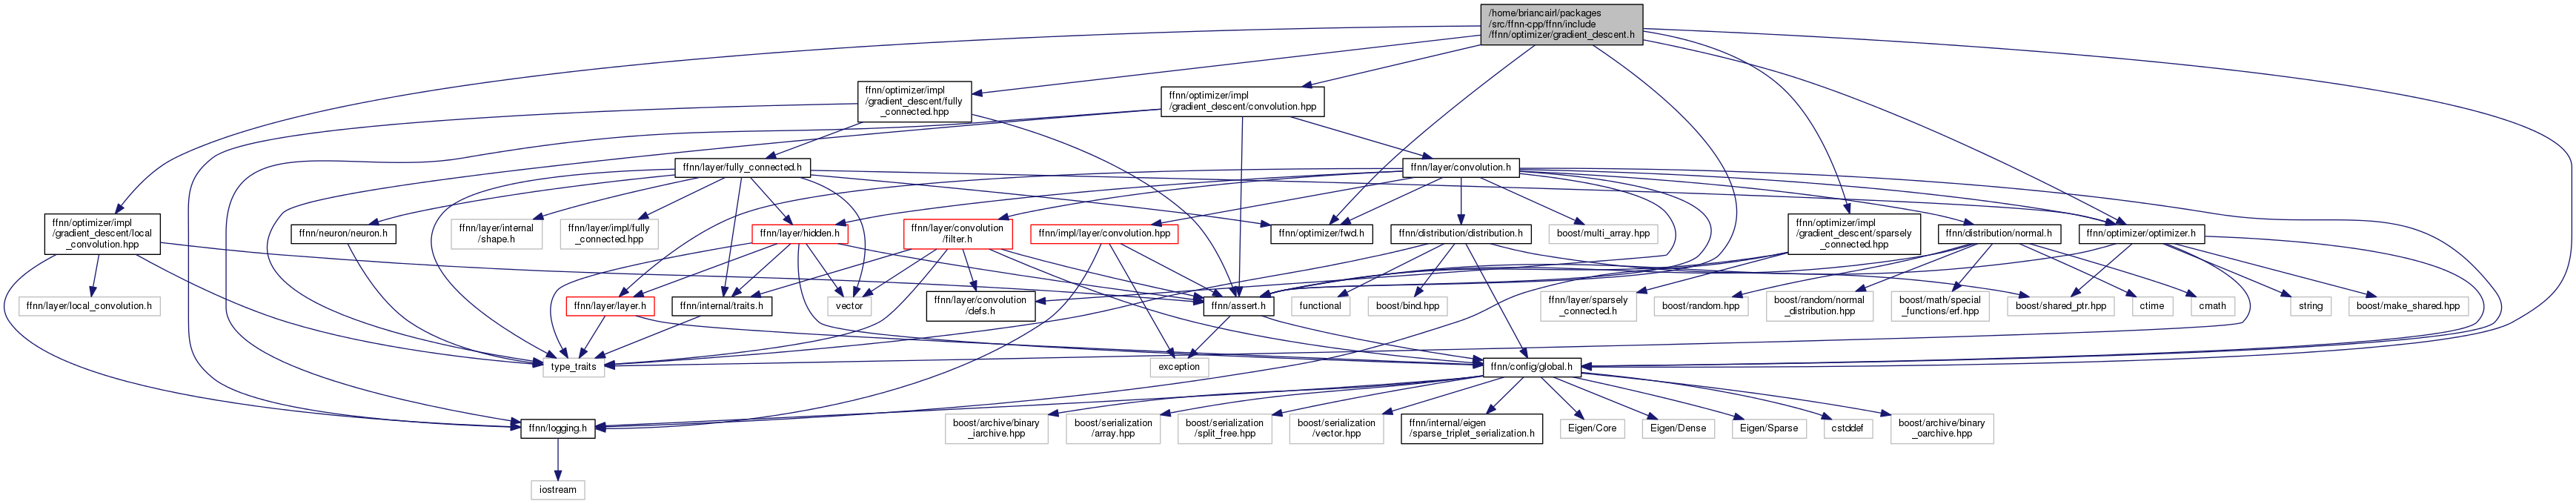 /home/briancairl/packages
/src/ffnn-cpp/ffnn/include
/ffnn/optimizer/gradient_descent.h
ffnn/optimizer/impl
/gradient_descent/fully
_connected.hpp
ffnn/optimizer/impl
/gradient_descent/convolution.hpp
ffnn/layer/fully_connected.h
ffnn/layer/convolution.h
ffnn/optimizer/impl
/gradient_descent/local
_convolution.hpp
ffnn/neuron/neuron.h
ffnn/layer/internal
/shape.h
ffnn/layer/impl/fully
_connected.hpp
ffnn/layer/hidden.h
ffnn/layer/convolution
/filter.h
ffnn/impl/layer/convolution.hpp
ffnn/optimizer/fwd.h
ffnn/distribution/distribution.h
boost/multi_array.hpp
ffnn/optimizer/impl
/gradient_descent/sparsely
_connected.hpp
ffnn/distribution/normal.h
ffnn/optimizer/optimizer.h
ffnn/layer/local_convolution.h
ffnn/layer/layer.h
ffnn/internal/traits.h
vector
ffnn/layer/convolution
/defs.h
ffnn/assert.h
functional
boost/bind.hpp
ffnn/layer/sparsely
_connected.h
boost/random.hpp
boost/random/normal
_distribution.hpp
boost/math/special
_functions/erf.hpp
boost/shared_ptr.hpp
ctime
cmath
string
boost/make_shared.hpp
type_traits
exception
ffnn/config/global.h
ffnn/logging.h
boost/archive/binary
_iarchive.hpp
boost/serialization
/array.hpp
boost/serialization
/split_free.hpp
boost/serialization
/vector.hpp
ffnn/internal/eigen
/sparse_triplet_serialization.h
Eigen/Core
Eigen/Dense
Eigen/Sparse
cstddef
boost/archive/binary
_oarchive.hpp
iostream